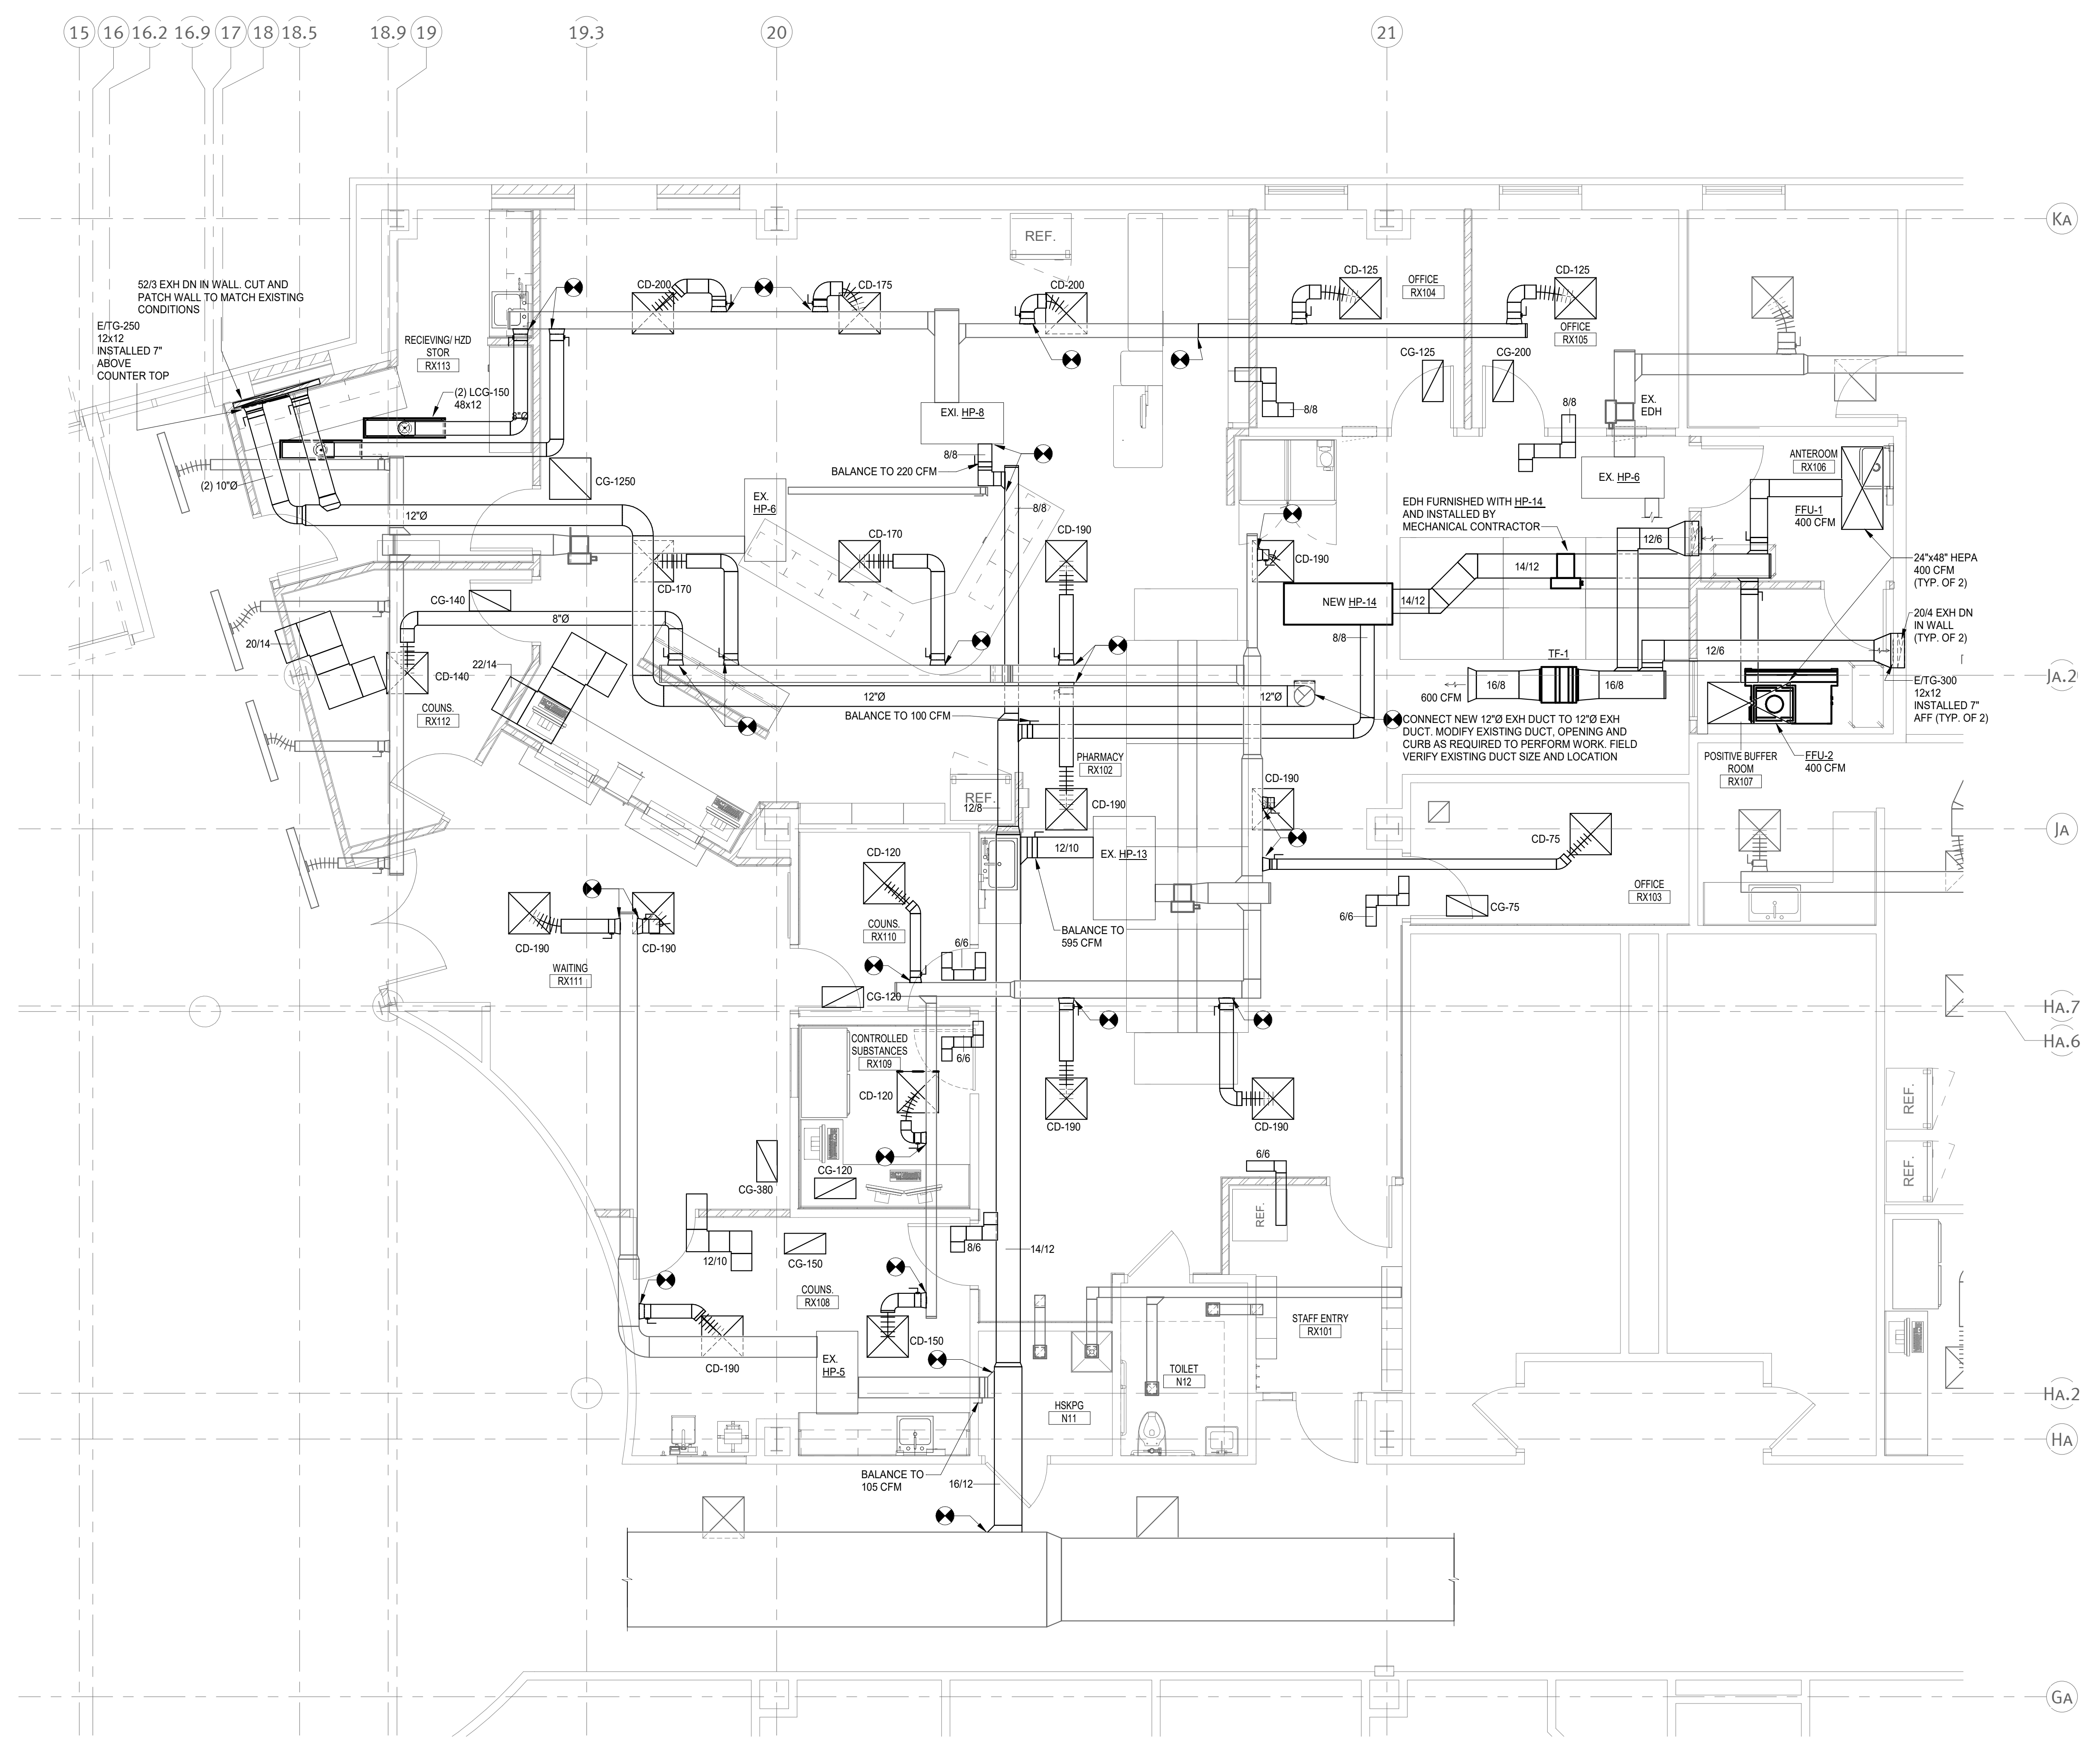 15
16
16.2
16.9
17
18
18.5
18.9
19
19.3
20
21
KA
REF.
52/3 EXH DN IN WALL. CUT AND
PATCH WALL TO MATCH EXISTING
CONDITIONS
E/TG-250
12x12
INSTALLED 7"
ABOVE
COUNTER TOP
RECIEVING/ HZD
STOR
RX113
(2) LCG-150
48x12
8"Ø
(2) 10"Ø
CD-200
CD-175
CD-200
CD-125
OFFICE
RX104
CD-125
OFFICE
RX105
CG-125
CG-200
EXI. HP-8
8/8
8/8
EX.
EDH
8/8
BALANCE TO 220 CFM
CG-1250
EX.
HP-6
8/8
EX. HP-6
ANTEROOM
RX106
FFU-1
400 CFM
EDH FURNISHED WITH HP-14
AND INSTALLED BY
MECHANICAL CONTRACTOR
12"Ø
CD-170
CD-170
CD-190
CD-190
12/6
14/12
24"x48" HEPA
400 CFM
(TYP. OF 2)
CG-140
NEW HP-14
14/12
8"Ø
8/8
20/4 EXH DN
IN WALL
(TYP. OF 2)
20/14
22/14
CD-140
TF-1
12/6
16/8
16/8
600 CFM
JA.2
E/TG-300
12x12
INSTALLED 7"
AFF (TYP. OF 2)
COUNS.
RX112
12"Ø
12"Ø
BALANCE TO 100 CFM
CONNECT NEW 12"Ø EXH DUCT TO 12"Ø EXH
DUCT. MODIFY EXISTING DUCT, OPENING AND
CURB AS REQUIRED TO PERFORM WORK. FIELD
VERIFY EXISTING DUCT SIZE AND LOCATION
PHARMACY
RX102
POSITIVE BUFFER
ROOM
RX107
FFU-2
400 CFM
REF.
12/8
CD-190
CD-190
JA
12/10
EX. HP-13
CD-75
CD-120
OFFICE
RX103
CG-75
6/6
COUNS.
RX110
BALANCE TO
595 CFM
6/6
CD-190
CD-190
WAITING
RX111
CG-120
HA.7
HA.6
CONTROLLED
SUBSTANCES
RX109
6/6
CD-120
CD-190
CD-190
REF.
REF.
6/6
CG-120
CG-380
REF.
12/10
CG-150
8/6
14/12
COUNS.
RX108
CD-150
CD-190
EX.
HP-5
STAFF ENTRY
RX101
TOILET
N12
HSKPG
N11
HA.2
HA
BALANCE TO
105 CFM
16/12
GA